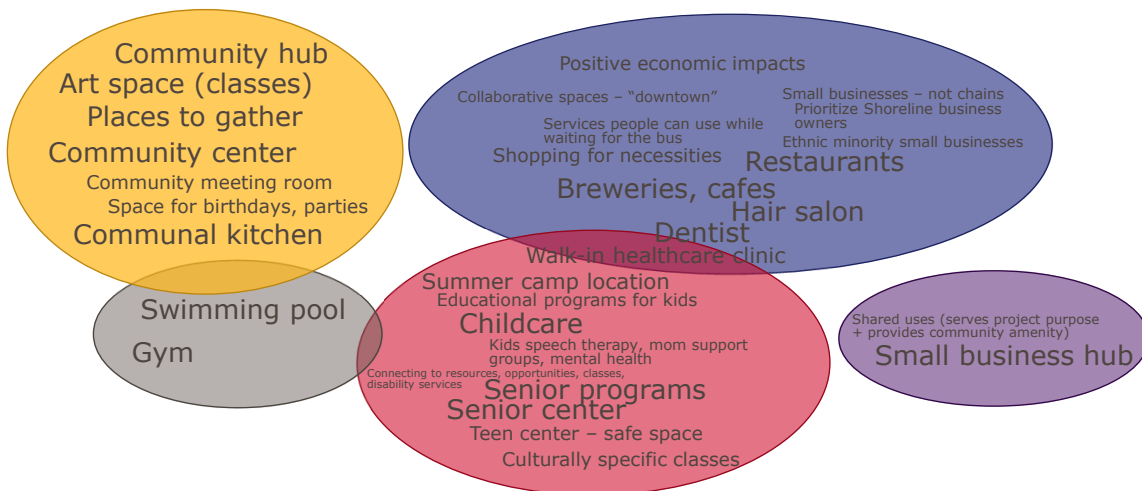 Community hub
Art space (classes)
Places to gather
Community center
Community meeting room
Space for birthdays, parties
Communal kitchen
Swimming pool
Gym
Positive economic impacts
Collaborative spaces – “downtown”
Small businesses – not chains
Prioritize Shoreline business
owners
Services people can use while
waiting for the bus
Ethnic minority small businesses
Shopping for necessities
Restaurants
Breweries, cafes
Hair salon
Dentist
Walk-in healthcare clinic
Summer camp location
Educational programs for kids
Childcare
Kids speech therapy, mom support
groups, mental health
Connecting to resources, opportunities, classes,
disability services
Senior programs
Senior center
Teen center – safe space
Culturally specific classes
Shared uses (serves project purpose
+ provides community amenity)
Small business hub